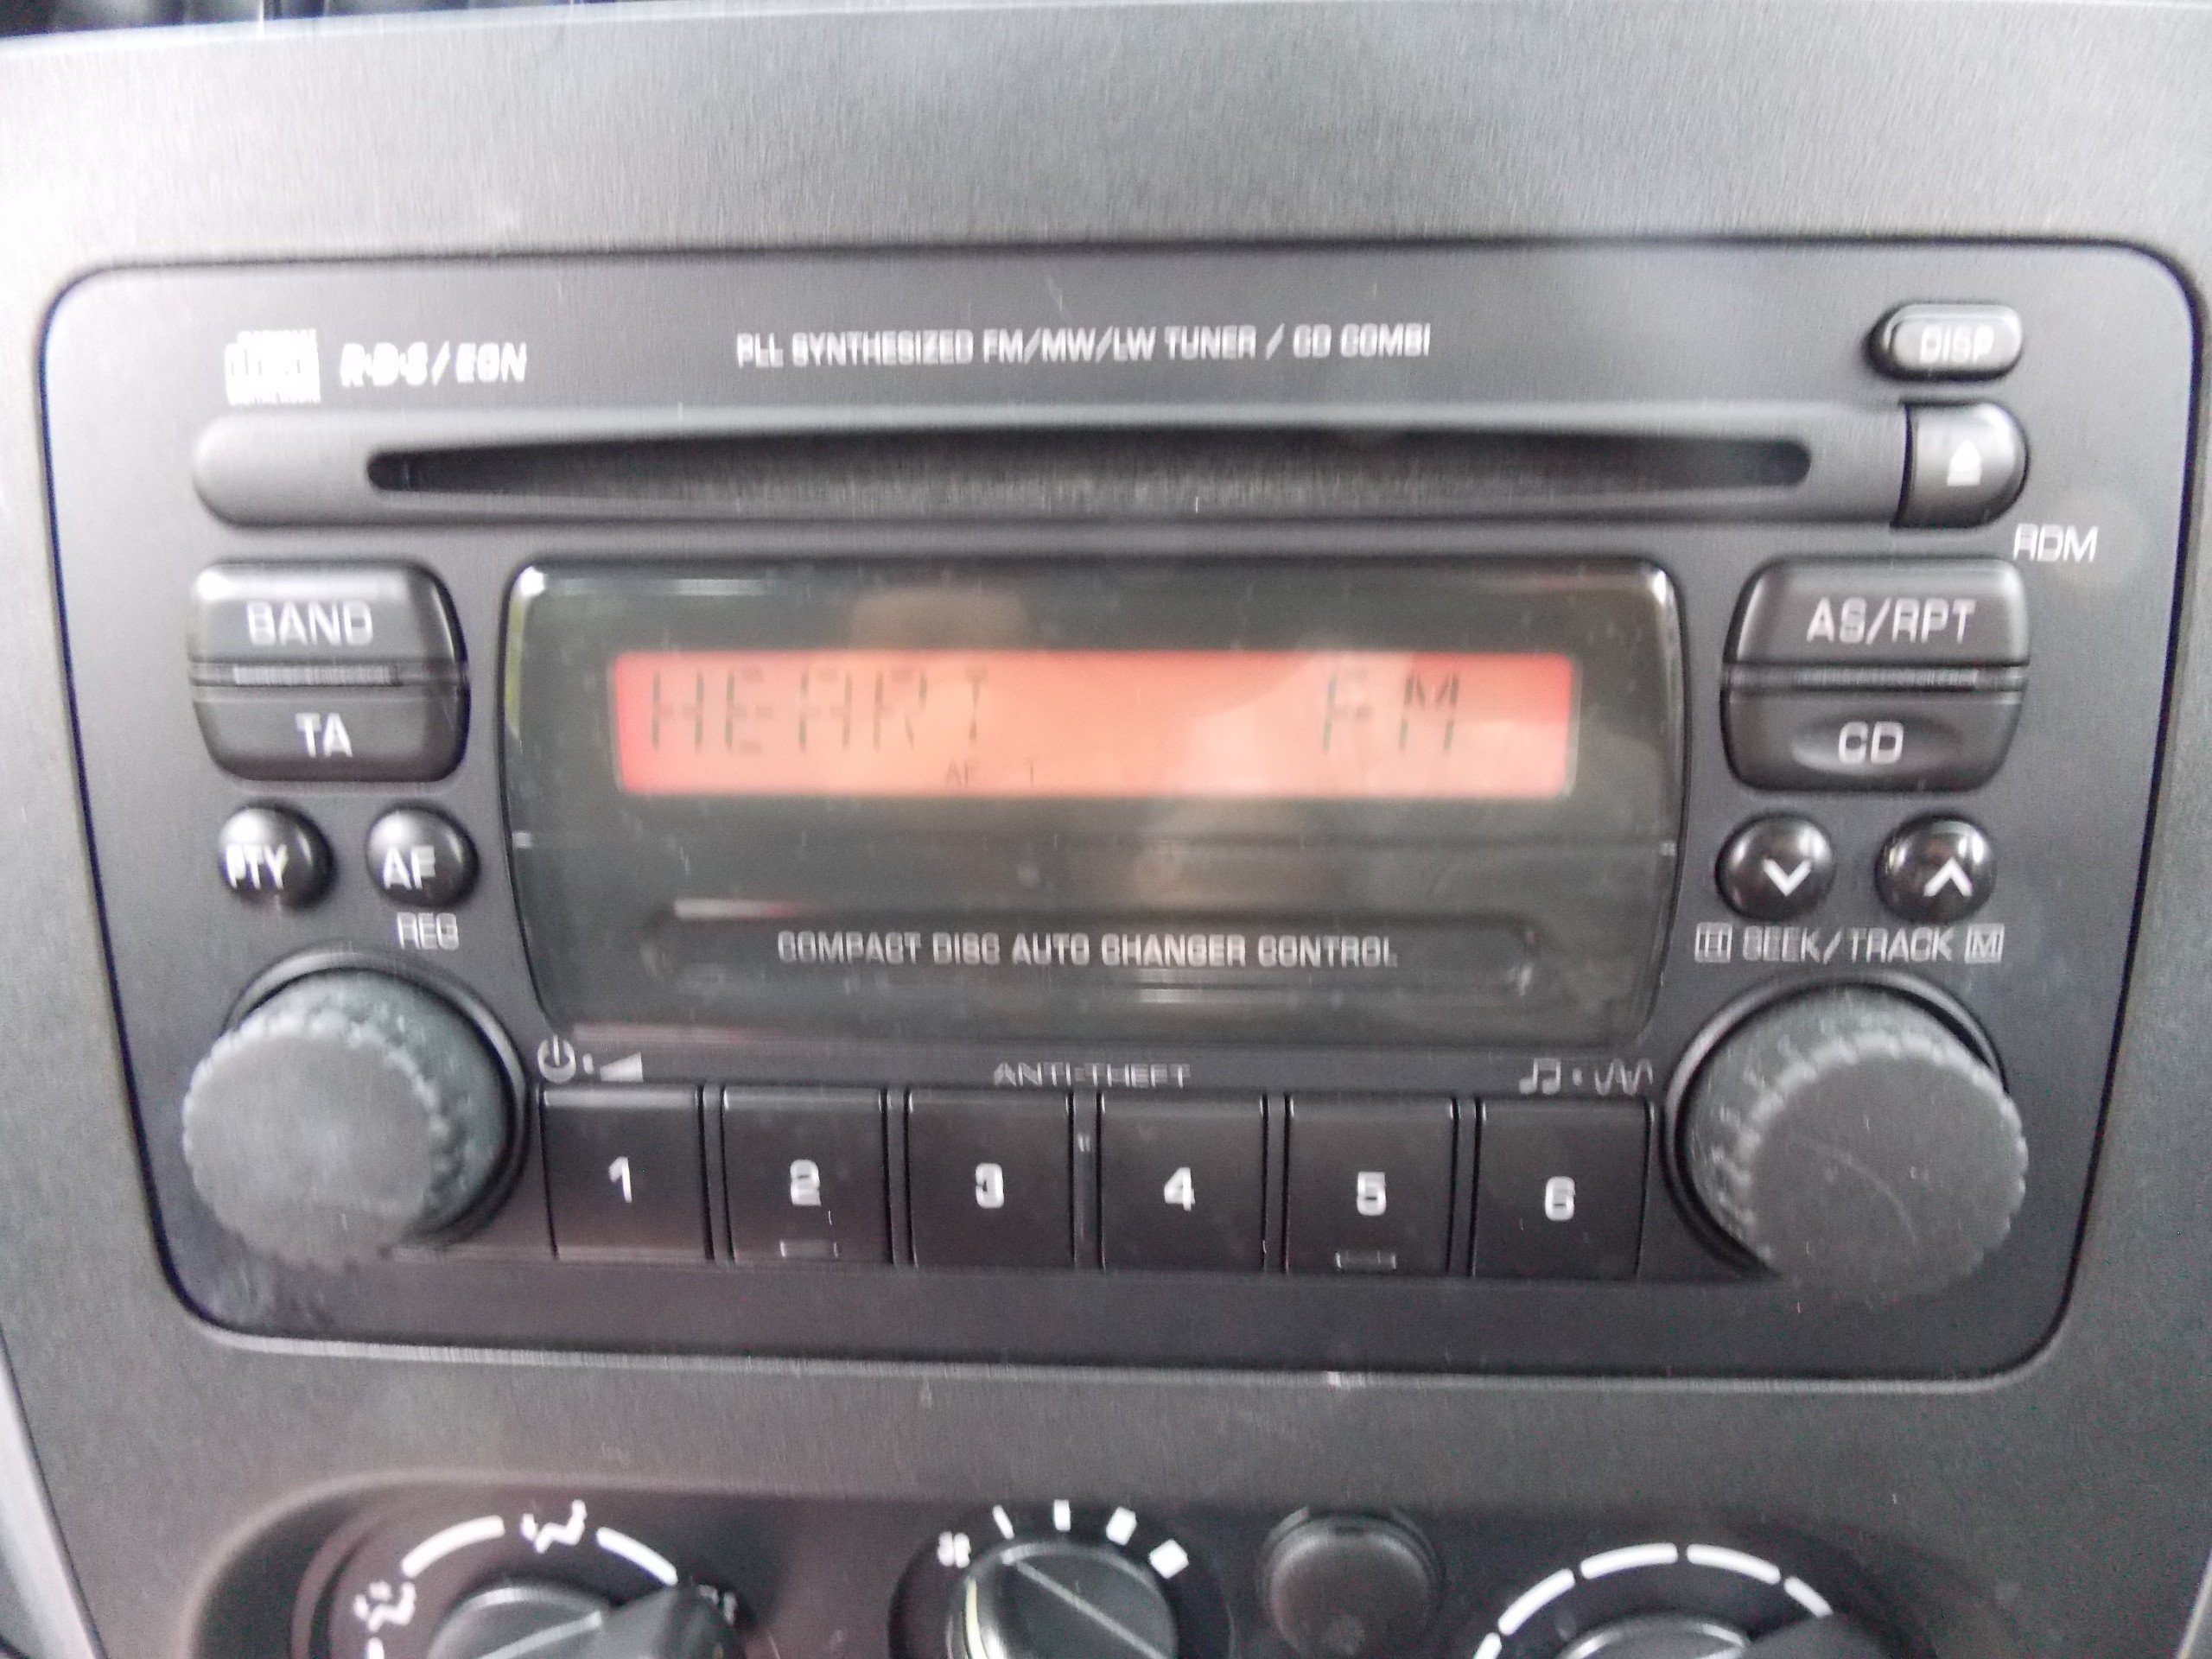 R·D·S/EON
PLL SYNTHESIZED FM/MW/LW TUNER / CD COMBI
DISP
RDM
BAND
TA
HEART FM
AF T
AS/RPT
CD
PTY
AF
REG
COMPACT DISC AUTO CHANGER CONTROL
H SEEK/TRACK M
ANTI-THEFT
1 2 3 4 5 6